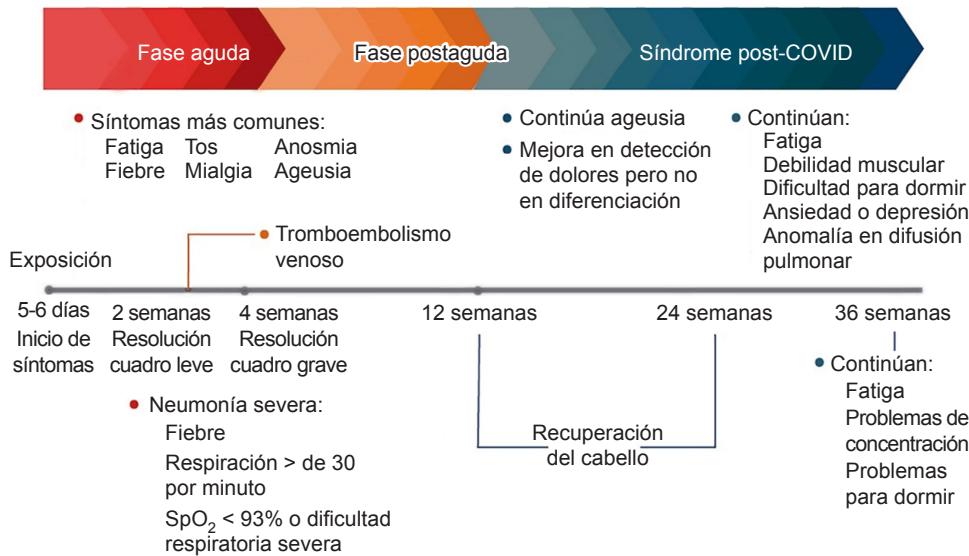 Fase aguda
Fase postaguda
Síndrome post-COVID
Síntomas más comunes:
Fatiga Tos Anosmia
Fiebre Mialgia Ageusia
Continúa ageusia
Mejora en detección
de dolores pero no
en diferenciación
Continúan:
Fatiga
Debilidad muscular
Dificultad para dormir
Ansiedad o depresión
Anomalía en difusión
pulmonar
Tromboembolismo
venoso
Exposición
5-6 días
Inicio de
síntomas
2 semanas
Resolución
cuadro leve
4 semanas
Resolución
cuadro grave
12 semanas
24 semanas
36 semanas
Neumonía severa:
Fiebre
Respiración > de 30
por minuto
SpO₂ < 93% o dificultad
respiratoria severa
Recuperación
del cabello
Continúan:
Fatiga
Problemas de
concentración
Problemas
para dormir